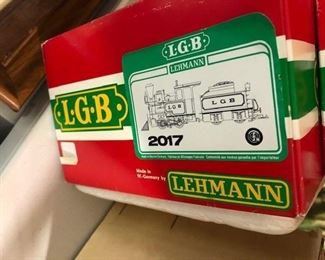 L·G·B
LEHMANN
L G B
2017
L·G·B
Made in
W.-Germany by
LEHMANN